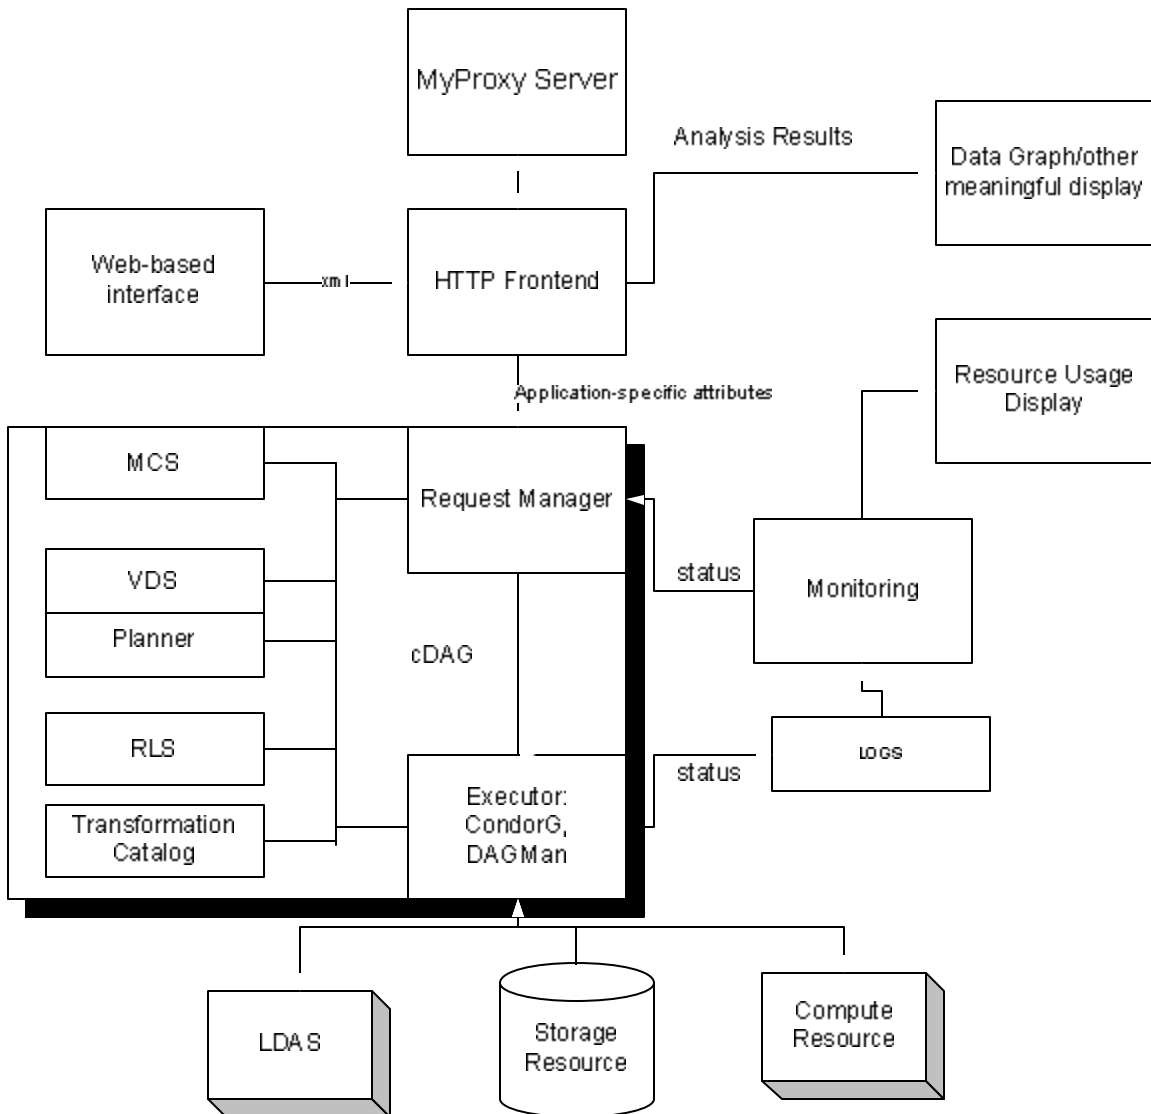 MyProxy Server
Analysis Results
Data Graph/other
meaningful display
Web-based
interface
xml
HTTP Frontend
Resource Usage
Display
Application-specific attributes
MCS
Request Manager
VDS
status
Monitoring
Planner
cDAG
RLS
LOGS
status
Executor:
CondorG,
DAGMan
Transformation
Catalog
LDAS
Storage
Resource
Compute
Resource